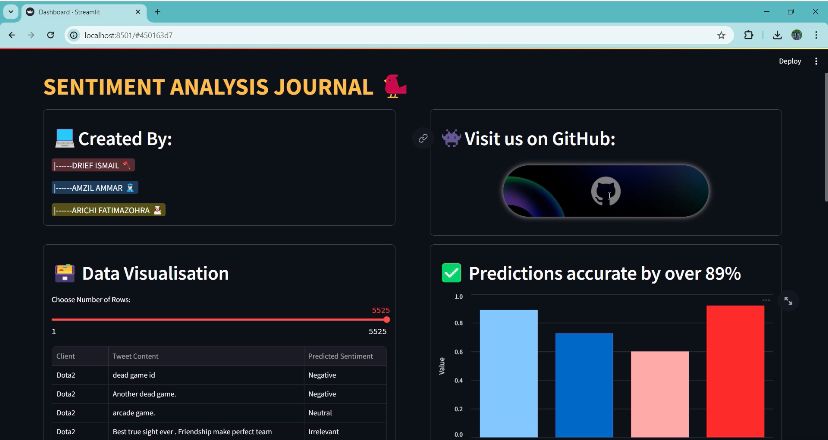 Dashboard - Streamlit
localhost:8501/#450163d7
Deploy
SENTIMENT ANALYSIS JOURNAL
Created By:
|------DRIEF ISMAIL
|------AMZIL AMMAR
|------ARICHI FATIMAZOHRA
Visit us on GitHub:
Data Visualisation
Choose Number of Rows:
5525
1 5525
Client Tweet Content Predicted Sentiment
Dota2 dead game id Negative
Dota2 Another dead game. Negative
Dota2 arcade game. Neutral
Dota2 Best true sight ever . Friendship make perfect team Irrelevant
Predictions accurate by over 89%
1.0
0.8
0.6
0.4
0.2
0.0
Value